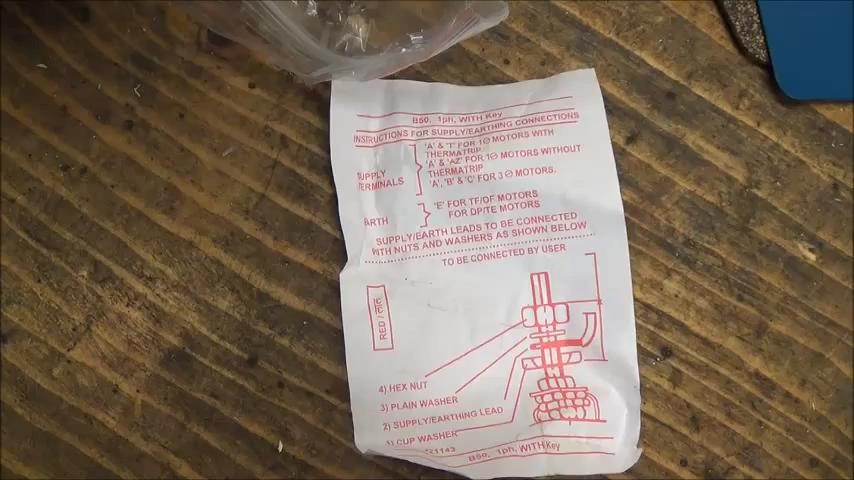 B50, 1ph, WITH Key
INSTRUCTIONS FOR SUPPLY/EARTHING CONNECTIONS
SUPPLY TERMINALS
'A' & 'T' FOR 1∅ MOTORS WITH
THERMATRIP
'A' & 'AZ' FOR 1∅ MOTORS WITHOUT
THERMATRIP
'A', 'B' & 'C' FOR 3∅ MOTORS.
EARTH
'E' FOR TF/OF MOTORS
FOR DP/TE MOTORS
SUPPLY/EARTH LEADS TO BE CONNECTED
WITH NUTS AND WASHERS AS SHOWN BELOW
TO BE CONNECTED BY USER
RED / लाल
4) HEX NUT
3) PLAIN WASHER
2) SUPPLY/EARTHING LEAD
1) CUP WASHER
B50, 1ph, WITH Key